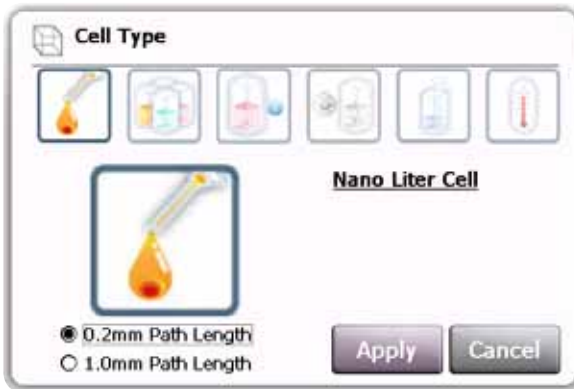 Cell Type
Nano Liter Cell
0.2mm Path Length
1.0mm Path Length
Apply
Cancel